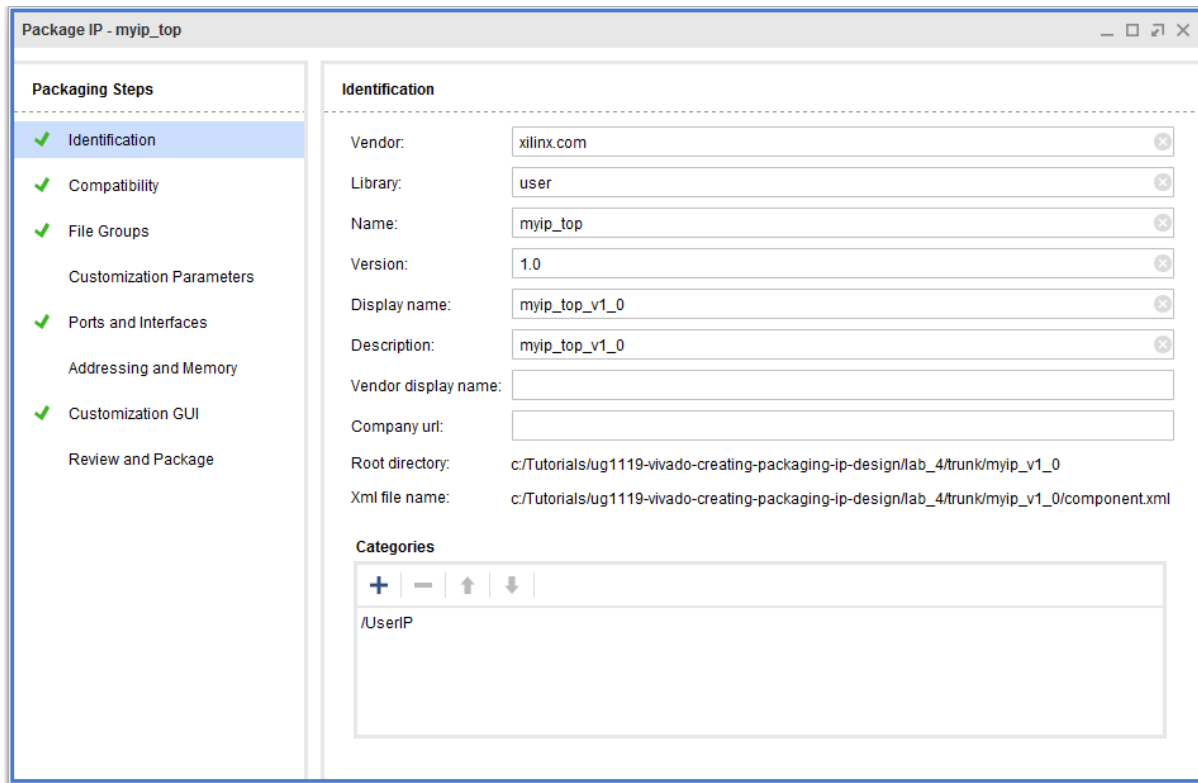 Package IP - myip_top
Packaging Steps
Identification
Compatibility
File Groups
Customization Parameters
Ports and Interfaces
Addressing and Memory
Customization GUI
Review and Package
Identification
Vendor: xilinx.com
Library: user
Name: myip_top
Version: 1.0
Display name: myip_top_v1_0
Description: myip_top_v1_0
Vendor display name:
Company url:
Root directory: c:/Tutorials/ug1119-vivado-creating-packaging-ip-design/lab_4/trunk/myip_v1_0
Xml file name: c:/Tutorials/ug1119-vivado-creating-packaging-ip-design/lab_4/trunk/myip_v1_0/component.xml
Categories
/UserIP